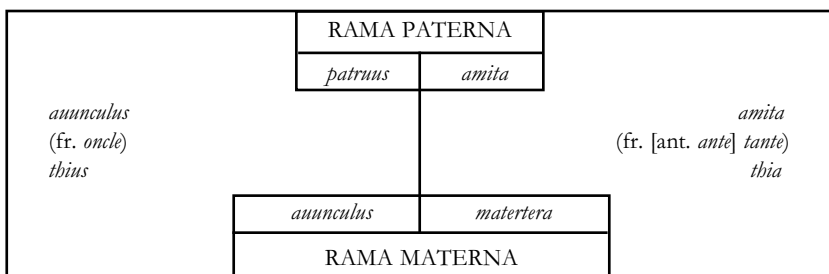 RAMA PATERNA
patruus amita
auunculus amita
(fr. oncle) (fr. [ant. ante] tante)
thius thia
auunculus matertera
RAMA MATERNA